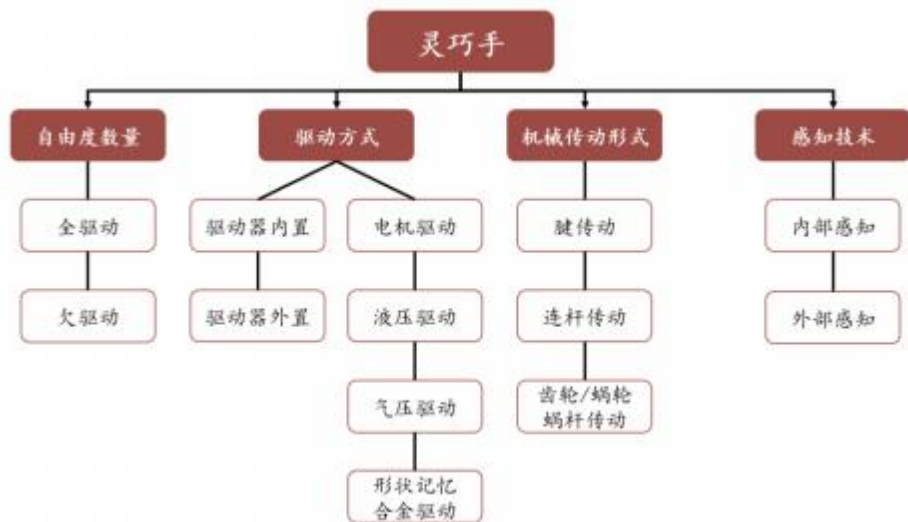 灵巧手
自由度数量
驱动方式
机械传动形式
感知技术
全驱动
驱动器内置
电机驱动
腱传动
内部感知
欠驱动
驱动器外置
液压驱动
连杆传动
外部感知
气压驱动
齿轮/蜗轮
蜗杆传动
形状记忆
合金驱动